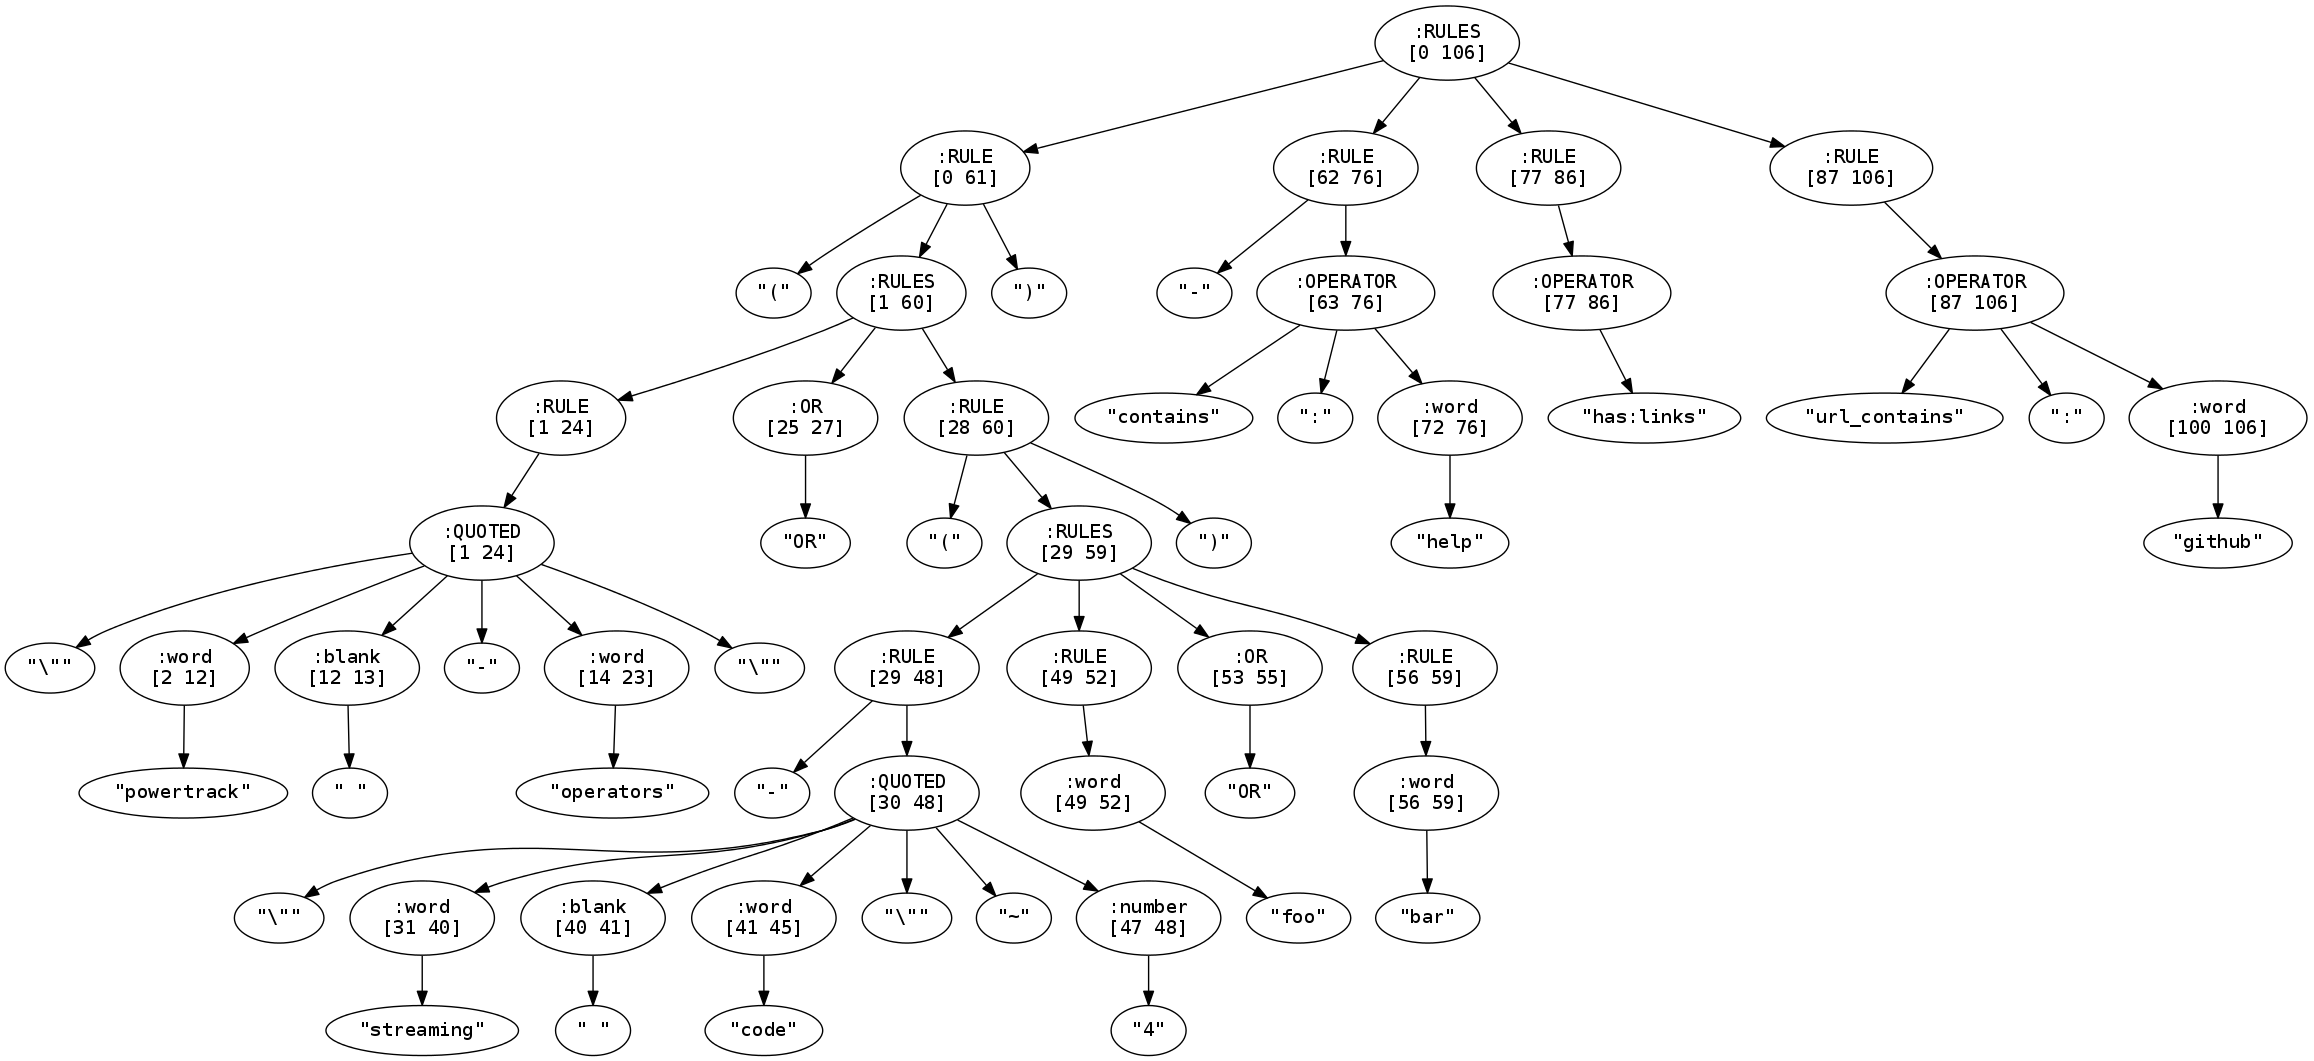 :RULES
[0 106]
:RULE
[0 61]
:RULE
[62 76]
:RULE
[77 86]
:RULE
[87 106]
"("
:RULES
[1 60]
")"
"-"
:OPERATOR
[63 76]
:OPERATOR
[77 86]
:OPERATOR
[87 106]
:RULE
[1 24]
:OR
[25 27]
:RULE
[28 60]
"contains"
":"
:word
[72 76]
"has:links"
"url_contains"
":"
:word
[100 106]
:QUOTED
[1 24]
"OR"
"("
:RULES
[29 59]
")"
"help"
"github"
"\""
:word
[2 12]
:blank
[12 13]
"-"
:word
[14 23]
"\""
:RULE
[29 48]
:RULE
[49 52]
:OR
[53 55]
:RULE
[56 59]
"powertrack"
" "
"operators"
"-"
:QUOTED
[30 48]
:word
[49 52]
"OR"
:word
[56 59]
"\""
:word
[31 40]
:blank
[40 41]
:word
[41 45]
"\""
"~"
:number
[47 48]
"foo"
"bar"
"streaming"
" "
"code"
"4"